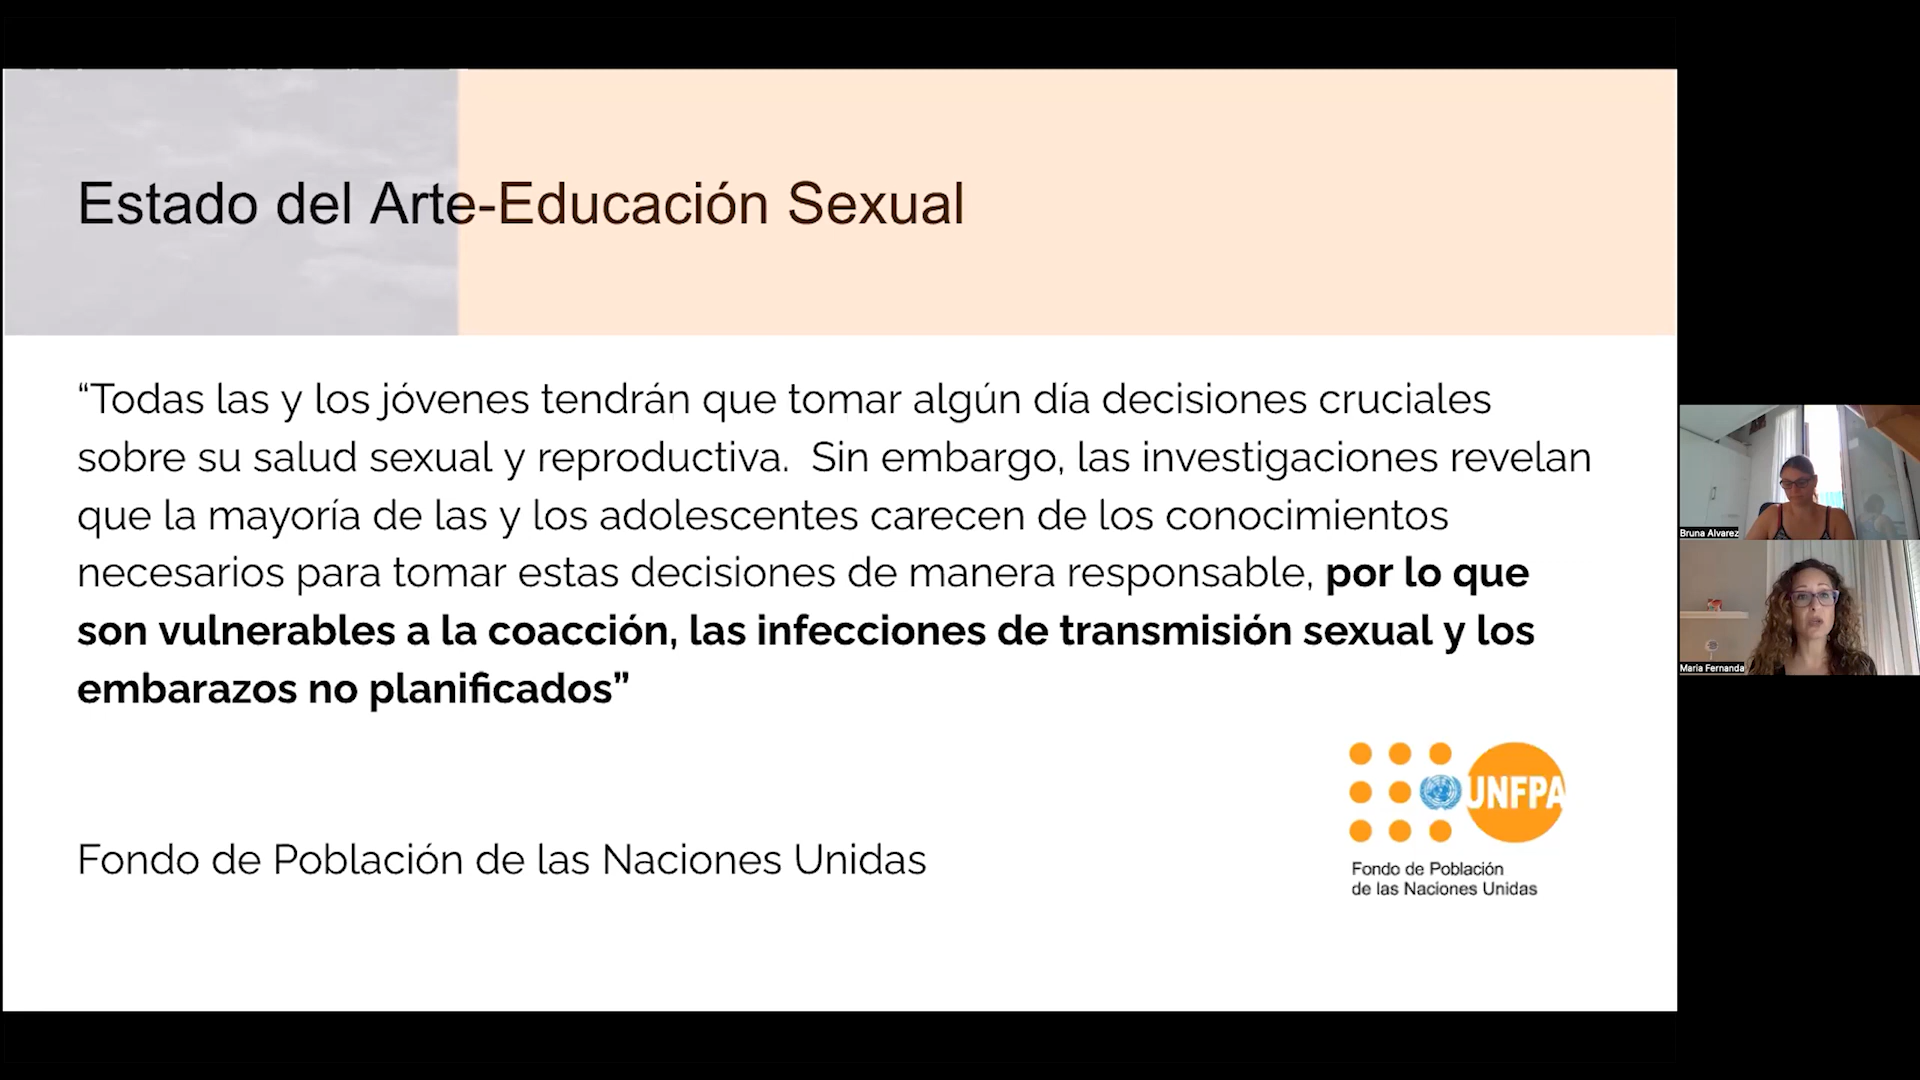 Estado del Arte-Educación Sexual
“Todas las y los jóvenes tendrán que tomar algún día decisiones cruciales
sobre su salud sexual y reproductiva.  Sin embargo, las investigaciones revelan
que la mayoría de las y los adolescentes carecen de los conocimientos
necesarios para tomar estas decisiones de manera responsable, por lo que
son vulnerables a la coacción, las infecciones de transmisión sexual y los
embarazos no planificados”
Fondo de Población de las Naciones Unidas
UNFPA
Fondo de Población
de las Naciones Unidas
Bruna Alvarez
Maria Fernanda